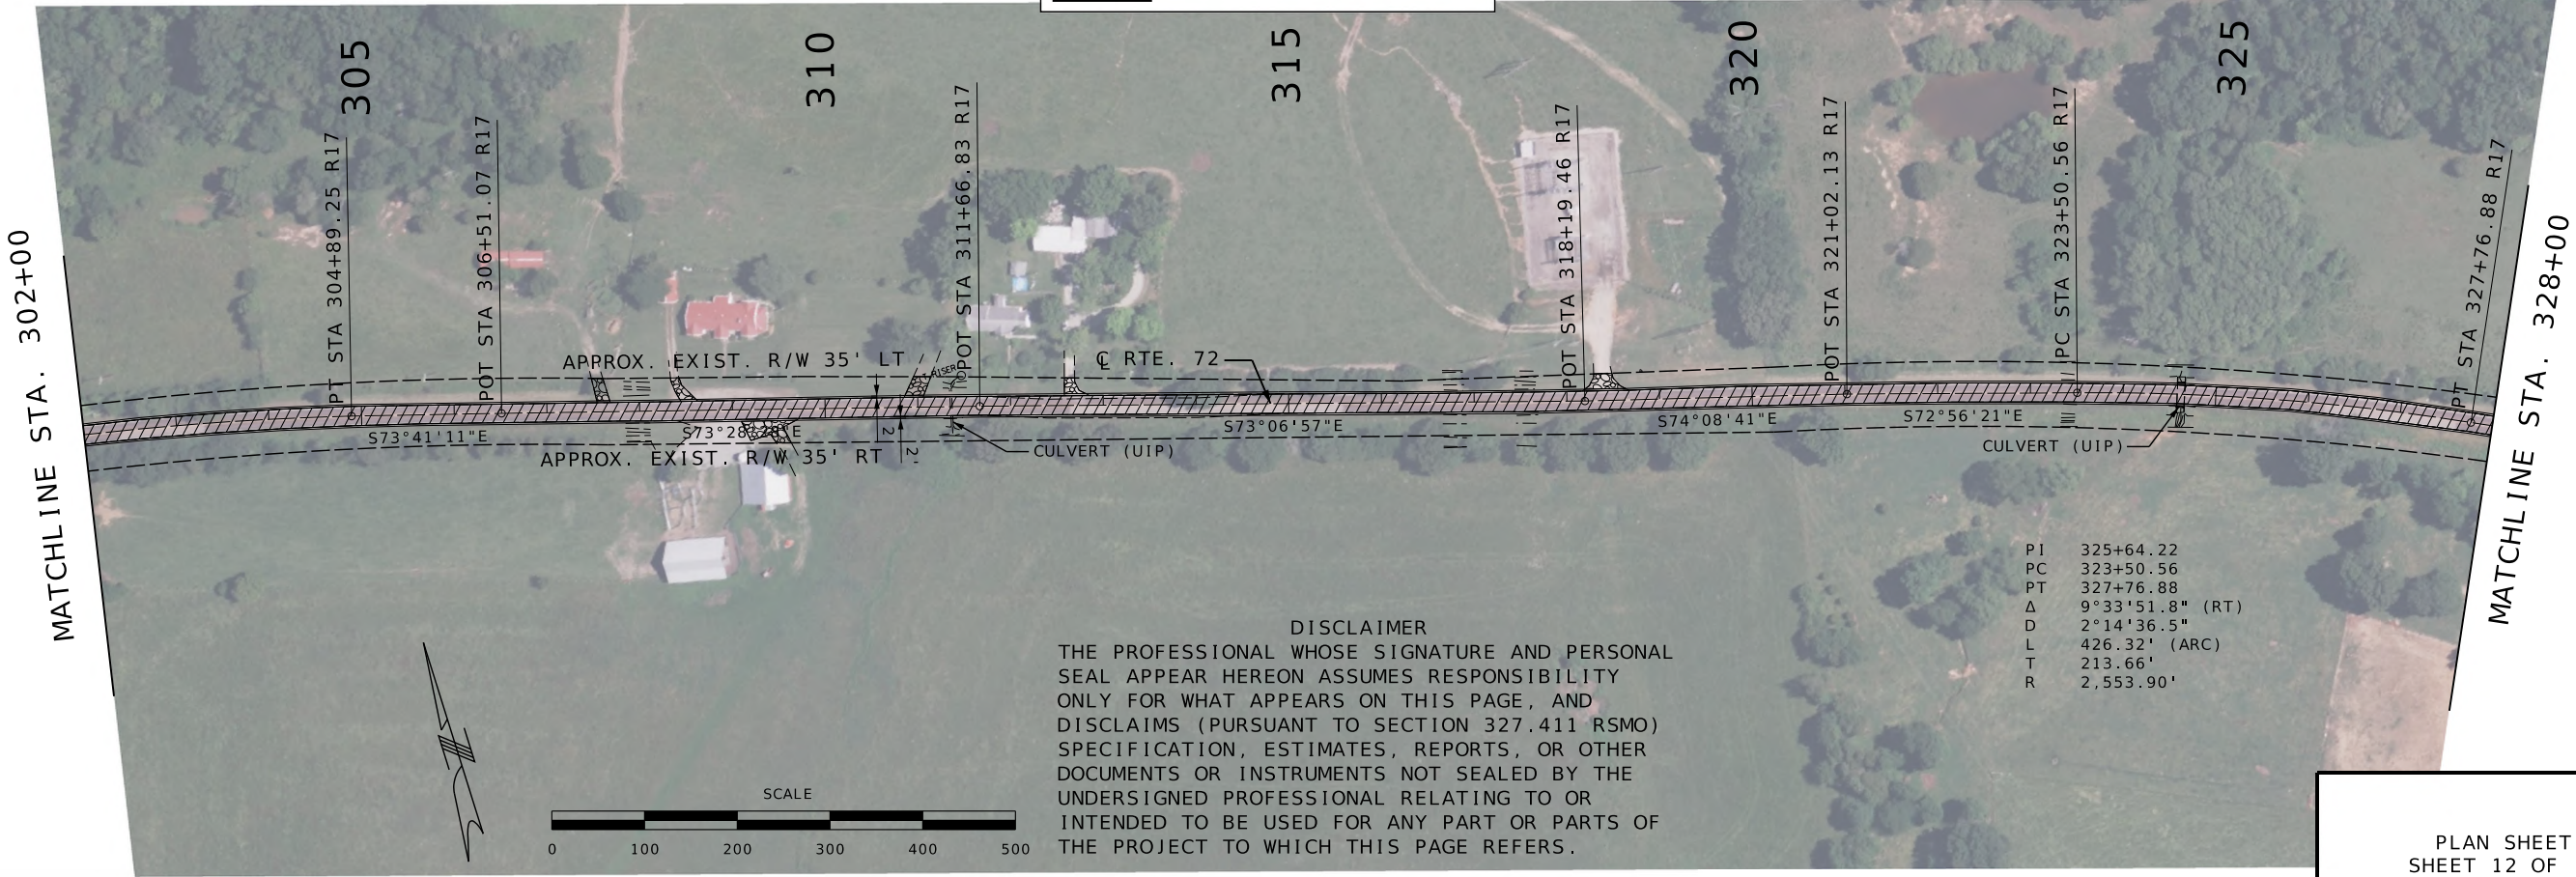 305
310
315
320
325
MATCHLINE STA. 302+00
PT STA 304+89.25 R17
POT STA 306+51.07 R17
POT STA 311+66.83 R17
POT STA 318+19.46 R17
POT STA 321+02.13 R17
PC STA 323+50.56 R17
PT STA 327+76.88 R17
MATCHLINE STA. 328+00
APPROX. EXIST. R/W 35' LT
RISER
℄ RTE. 72
S73°41'11"E
S73°06'57"E
S74°08'41"E
S72°56'21"E
2'
2'
APPROX. EXIST. R/W 35' RT
CULVERT (UIP)
CULVERT (UIP)
PI 325+64.22
PC 323+50.56
PT 327+76.88
Δ 9°33'51.8" (RT)
D 2°14'36.5"
L 426.32' (ARC)
T 213.66'
R 2,553.90'
DISCLAIMER
THE PROFESSIONAL WHOSE SIGNATURE AND PERSONAL
SEAL APPEAR HEREON ASSUMES RESPONSIBILITY
ONLY FOR WHAT APPEARS ON THIS PAGE, AND
DISCLAIMS (PURSUANT TO SECTION 327.411 RSMO)
SPECIFICATION, ESTIMATES, REPORTS, OR OTHER
DOCUMENTS OR INSTRUMENTS NOT SEALED BY THE
UNDERSIGNED PROFESSIONAL RELATING TO OR
INTENDED TO BE USED FOR ANY PART OR PARTS OF
THE PROJECT TO WHICH THIS PAGE REFERS.
SCALE
0 100 200 300 400 500
PLAN SHEET
SHEET 12 OF